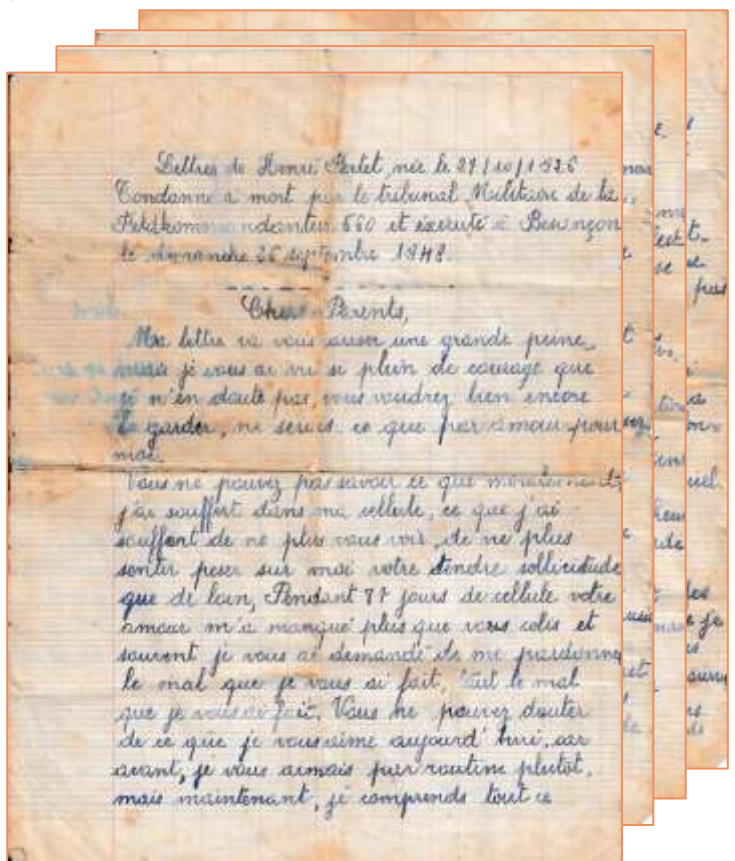 Lettres de Henri Fertet, née le 27/10/1926
Condanne a mort par le tribunal Militaire de la
Feldkommandantur 560 et éxecuté à Besançon
le dimanche 26 septembre 1943.
Chers Parents,
Ma lettre va vous causer une grande peine,
mais je vous ai vu si plein de courage que
je n'en doute pas, vous voudrez bien encore
le garder, ne serais ce que par amour pour
moi.
Vous ne pouvez pas savoir ce que moralement
j'ai souffert dans ma cellule, ce que j'ai
souffert de ne plus vous voir, de ne plus
sentir peser sur moi votre tendre sollicitude
que de loin, Pendant 87 jours de cellule votre
amour m'a manqué plus que vous colis et
souvent je vous ai demandé de me pardonner
le mal que je vous ai fait, tout le mal
que je vous ai fait. Vous ne pouvez douter
de ce que je vous aime aujourd'hui, car
avant, je vous aimais par routine plutôt,
mais maintenant, je comprends tout ce